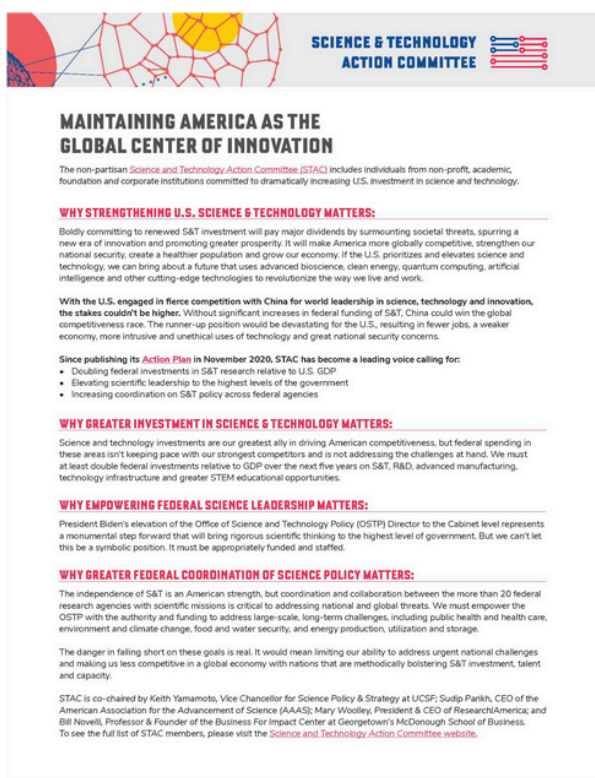 SCIENCE & TECHNOLOGY
ACTION COMMITTEE
MAINTAINING AMERICA AS THE
GLOBAL CENTER OF INNOVATION
The non-partisan Science and Technology Action Committee (STAC) includes individuals from non-profit, academic,
foundation and corporate institutions committed to dramatically increasing U.S. investment in science and technology.
WHY STRENGTHENING U.S. SCIENCE & TECHNOLOGY MATTERS:
Boldly committing to renewed S&T investment will pay major dividends by surmounting societal threats, spurring a
new era of innovation and promoting greater prosperity. It will make America more globally competitive, strengthen our
national security, create a healthier population and grow our economy. If the U.S. prioritizes and elevates science and
technology, we can bring about a future that uses advanced bioscience, clean energy, quantum computing, artificial
intelligence and other cutting-edge technologies to revolutionize the way we live and work.
With the U.S. engaged in fierce competition with China for world leadership in science, technology and innovation,
the stakes couldn't be higher. Without significant increases in federal funding of S&T, China could win the global
competitiveness race. The runner-up position would be devastating for the U.S., resulting in fewer jobs, a weaker
economy, more intrusive and unethical uses of technology and great national security concerns.
Since publishing its Action Plan in November 2020, STAC has become a leading voice calling for:
• Doubling federal investments in S&T research relative to U.S. GDP
• Elevating scientific leadership to the highest levels of the government
• Increasing coordination on S&T policy across federal agencies
WHY GREATER INVESTMENT IN SCIENCE & TECHNOLOGY MATTERS:
Science and technology investments are our greatest ally in driving American competitiveness, but federal spending in
these areas isn't keeping pace with our strongest competitors and is not addressing the challenges at hand. We must
at least double federal investments relative to GDP over the next five years on S&T, R&D, advanced manufacturing,
technology infrastructure and greater STEM educational opportunities.
WHY EMPOWERING FEDERAL SCIENCE LEADERSHIP MATTERS:
President Biden's elevation of the Office of Science and Technology Policy (OSTP) Director to the Cabinet level represents
a monumental step forward that will bring rigorous scientific thinking to the highest level of government. But we can't let
this be a symbolic position. It must be appropriately funded and staffed.
WHY GREATER FEDERAL COORDINATION OF SCIENCE POLICY MATTERS:
The independence of S&T is an American strength, but coordination and collaboration between the more than 20 federal
research agencies with scientific missions is critical to addressing national and global threats. We must empower the
OSTP with the authority and funding to address large-scale, long-term challenges, including public health and health care,
environment and climate change, food and water security, and energy production, utilization and storage.
The danger in falling short on these goals is real. It would mean limiting our ability to address urgent national challenges
and making us less competitive in a global economy with nations that are methodically bolstering S&T investment, talent
and capacity.
STAC is co-chaired by Keith Yamamoto, Vice Chancellor for Science Policy & Strategy at UCSF; Sudip Parikh, CEO of the
American Association for the Advancement of Science (AAAS); Mary Woolley, President & CEO of Research!America; and
Bill Novelli, Professor & Founder of the Business For Impact Center at Georgetown's McDonough School of Business.
To see the full list of STAC members, please visit the Science and Technology Action Committee website.